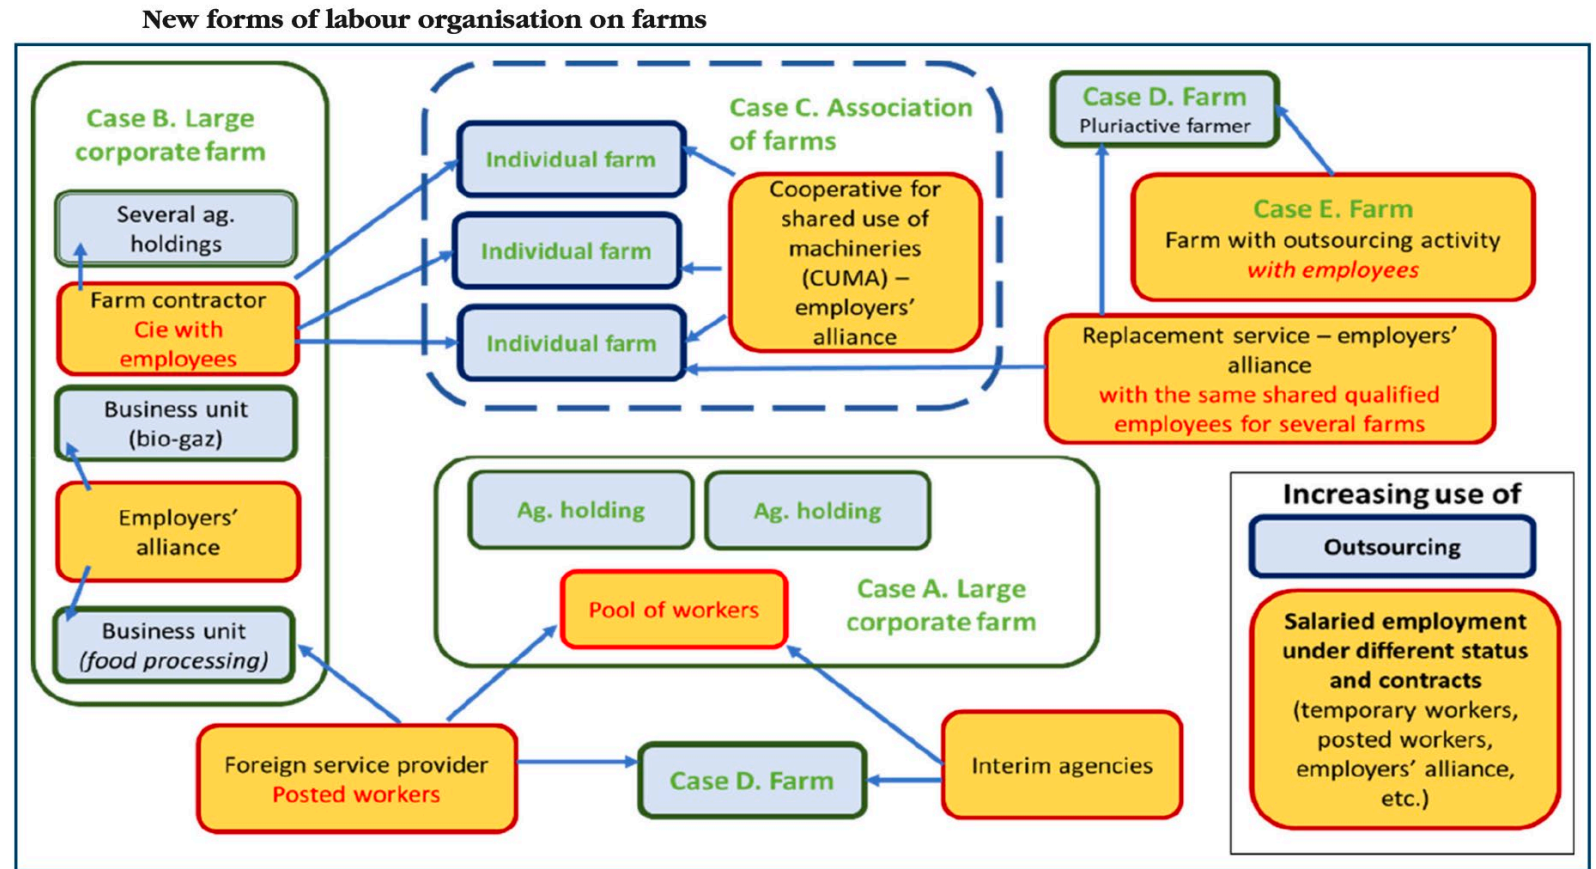 New forms of labour organisation on farms
Case B. Large
corporate farm
Several ag.
holdings
Farm contractor
Cie with
employees
Business unit
(bio-gaz)
Employers'
alliance
Business unit
(food processing)
Case C. Association
of farms
Individual farm
Individual farm
Individual farm
Cooperative for
shared use of
machineries
(CUMA) –
employers'
alliance
Case D. Farm
Pluriactive farmer
Case E. Farm
Farm with outsourcing activity
with employees
Replacement service – employers'
alliance
with the same shared qualified
employees for several farms
Ag. holding
Ag. holding
Pool of workers
Case A. Large
corporate farm
Foreign service provider
Posted workers
Case D. Farm
Interim agencies
Increasing use of
Outsourcing
Salaried employment
under different status
and contracts
(temporary workers,
posted workers,
employers' alliance,
etc.)